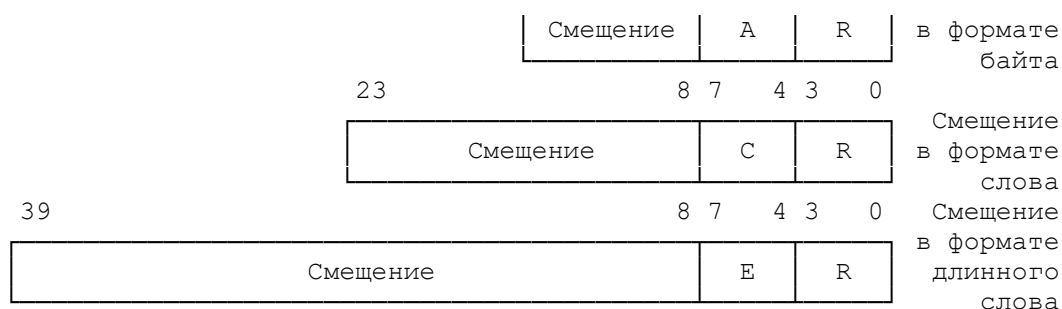 Смещение A R в формате
байта
23 8 7 4 3 0
Смещение
Смещение C R в формате
слова
39 8 7 4 3 0 Смещение
в формате
Смещение E R длинного
слова